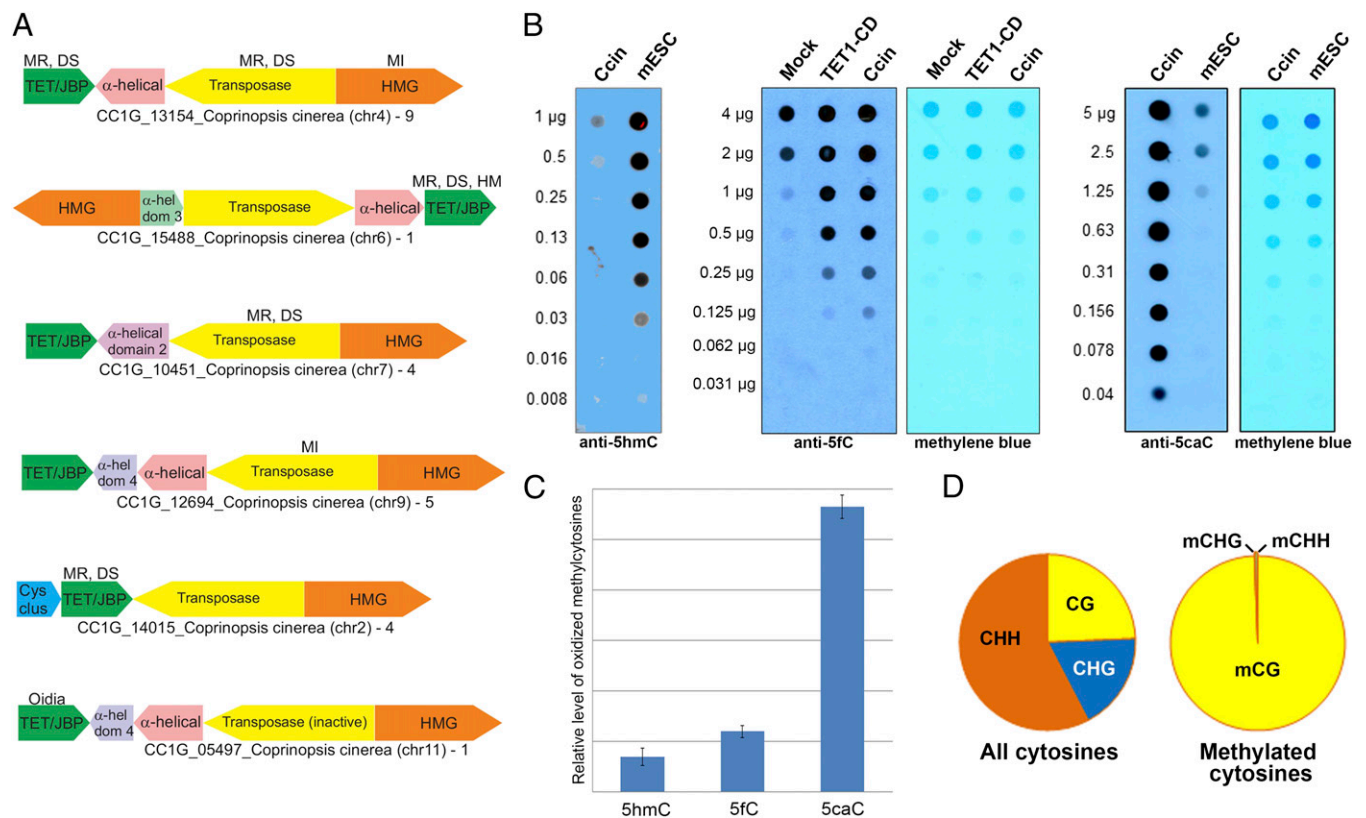 A
MR, DS
MR, DS
MI
TET/JBP
α-helical
Transposase
HMG
CC1G_13154_Coprinopsis cinerea (chr4) - 9
MR, DS, HM
HMG
α-hel
dom 3
Transposase
α-helical
TET/JBP
CC1G_15488_Coprinopsis cinerea (chr6) - 1
MR, DS
TET/JBP
α-helical
domain 2
Transposase
HMG
CC1G_10451_Coprinopsis cinerea (chr7) - 4
MI
TET/JBP
α-hel
dom 4
α-helical
Transposase
HMG
CC1G_12694_Coprinopsis cinerea (chr9) - 5
MR, DS
Cys
clus
TET/JBP
Transposase
HMG
CC1G_14015_Coprinopsis cinerea (chr2) - 4
Oidia
TET/JBP
α-hel
dom 4
α-helical
Transposase (inactive)
HMG
CC1G_05497_Coprinopsis cinerea (chr11) - 1
B
Ccin
mESC
1 µg
0.5
0.25
0.13
0.06
0.03
0.016
0.008
anti-5hmC
Mock
TET1-CD
Ccin
Mock
TET1-CD
Ccin
4 µg
2 µg
1 µg
0.5 µg
0.25 µg
0.125 µg
0.062 µg
0.031 µg
anti-5fC
methylene blue
Ccin
mESC
Ccin
mESC
5 µg
2.5
1.25
0.63
0.31
0.156
0.078
0.04
anti-5caC
methylene blue
C
Relative level of oxidized methylcytosines
5hmC
5fC
5caC
D
CHH
CG
CHG
All cytosines
mCHG
mCHH
mCG
Methylated
cytosines